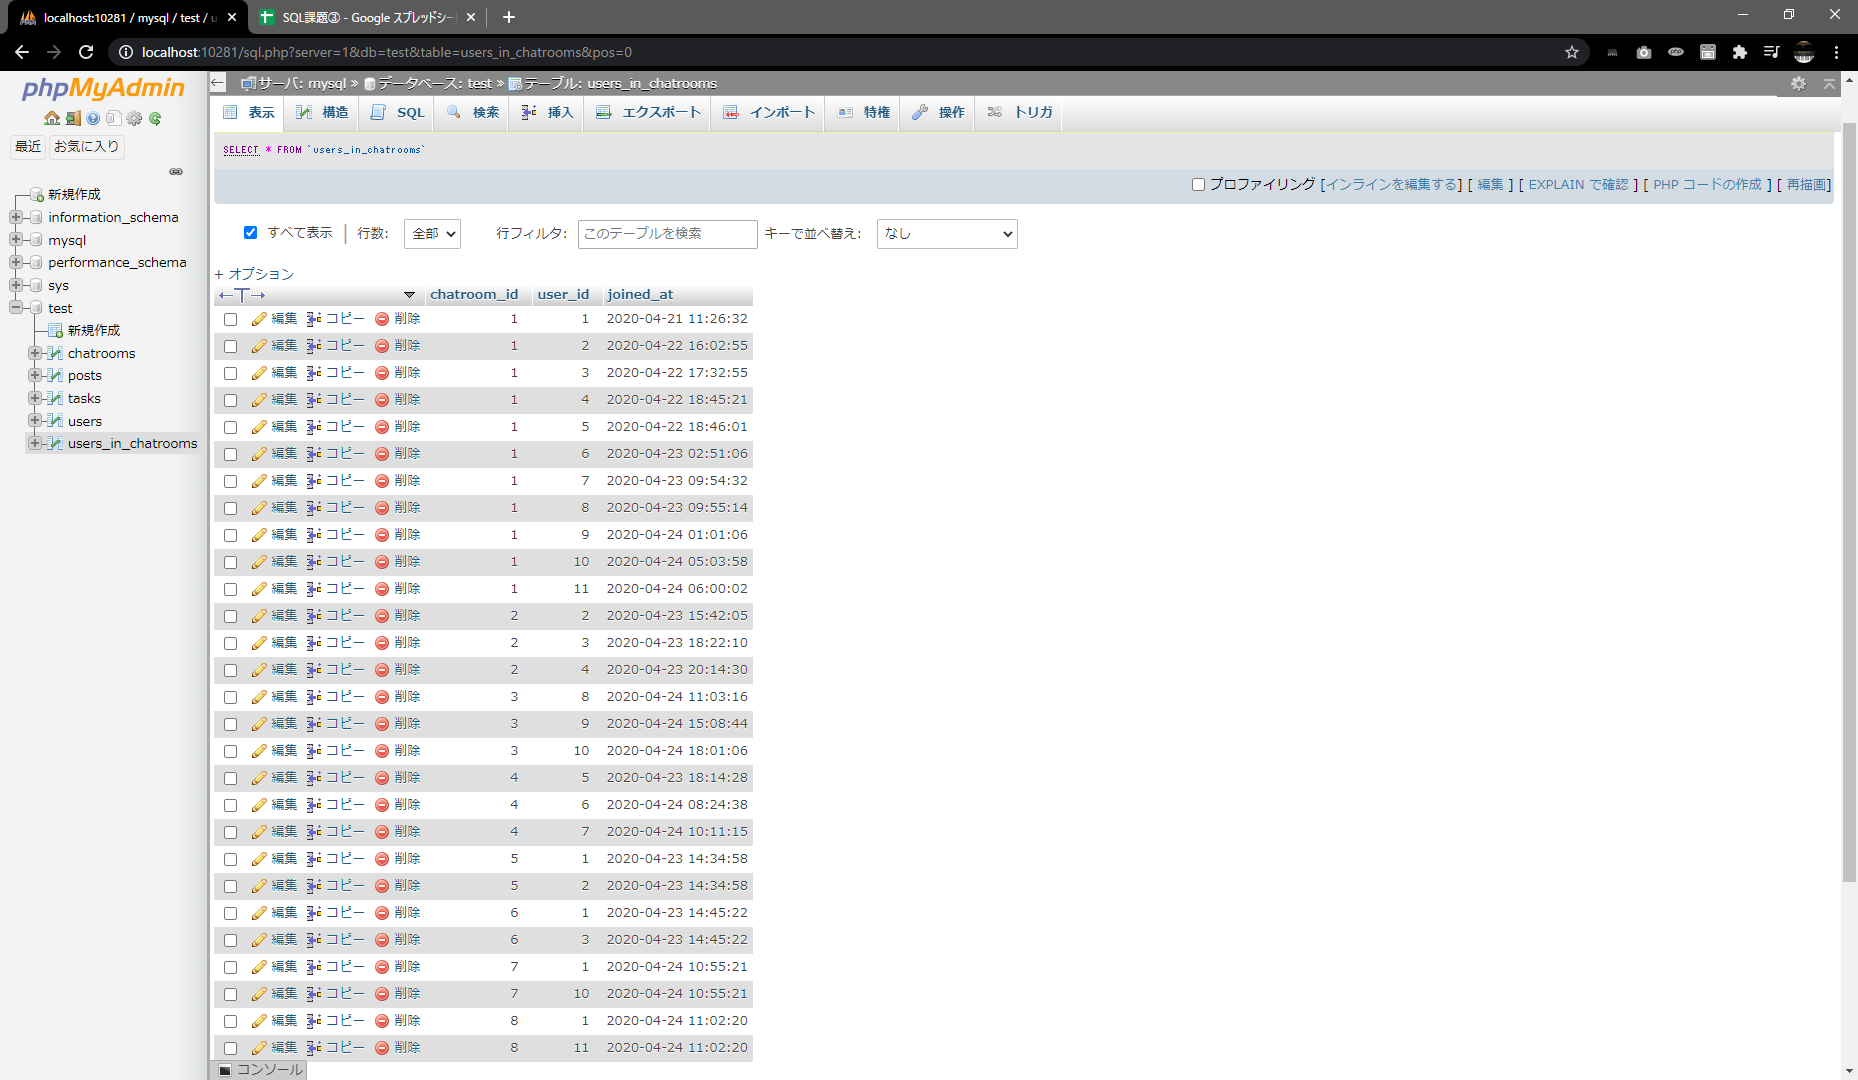 localhost:10281 / mysql / test / u
SQL課題③ - Google スプレッドシー
localhost:10281/sql.php?server=1&db=test&table=users_in_chatrooms&pos=0
phpMyAdmin
最近 お気に入り
新規作成
information_schema
mysql
performance_schema
sys
test
新規作成
chatrooms
posts
tasks
users
users_in_chatrooms
サーバ: mysql » データベース: test » テーブル: users_in_chatrooms
表示 構造 SQL 検索 挿入 エクスポート インポート 特権 操作 トリガ
SELECT * FROM `users_in_chatrooms`
プロファイリング [インラインを編集する] [ 編集 ] [ EXPLAIN で確認 ] [ PHP コードの作成 ] [ 再描画]
すべて表示 | 行数: 全部 行フィルタ: このテーブルを検索 キーで並べ替え: なし
+ オプション
←T→ chatroom_id user_id joined_at
編集 コピー 削除 1 1 2020-04-21 11:26:32
編集 コピー 削除 1 2 2020-04-22 16:02:55
編集 コピー 削除 1 3 2020-04-22 17:32:55
編集 コピー 削除 1 4 2020-04-22 18:45:21
編集 コピー 削除 1 5 2020-04-22 18:46:01
編集 コピー 削除 1 6 2020-04-23 02:51:06
編集 コピー 削除 1 7 2020-04-23 09:54:32
編集 コピー 削除 1 8 2020-04-23 09:55:14
編集 コピー 削除 1 9 2020-04-24 01:01:06
編集 コピー 削除 1 10 2020-04-24 05:03:58
編集 コピー 削除 1 11 2020-04-24 06:00:02
編集 コピー 削除 2 2 2020-04-23 15:42:05
編集 コピー 削除 2 3 2020-04-23 18:22:10
編集 コピー 削除 2 4 2020-04-23 20:14:30
編集 コピー 削除 3 8 2020-04-24 11:03:16
編集 コピー 削除 3 9 2020-04-24 15:08:44
編集 コピー 削除 3 10 2020-04-24 18:01:06
編集 コピー 削除 4 5 2020-04-23 18:14:28
編集 コピー 削除 4 6 2020-04-24 08:24:38
編集 コピー 削除 4 7 2020-04-24 10:11:15
編集 コピー 削除 5 1 2020-04-23 14:34:58
編集 コピー 削除 5 2 2020-04-23 14:34:58
編集 コピー 削除 6 1 2020-04-23 14:45:22
編集 コピー 削除 6 3 2020-04-23 14:45:22
編集 コピー 削除 7 1 2020-04-24 10:55:21
編集 コピー 削除 7 10 2020-04-24 10:55:21
編集 コピー 削除 8 1 2020-04-24 11:02:20
編集 コピー 削除 8 11 2020-04-24 11:02:20
コンソール